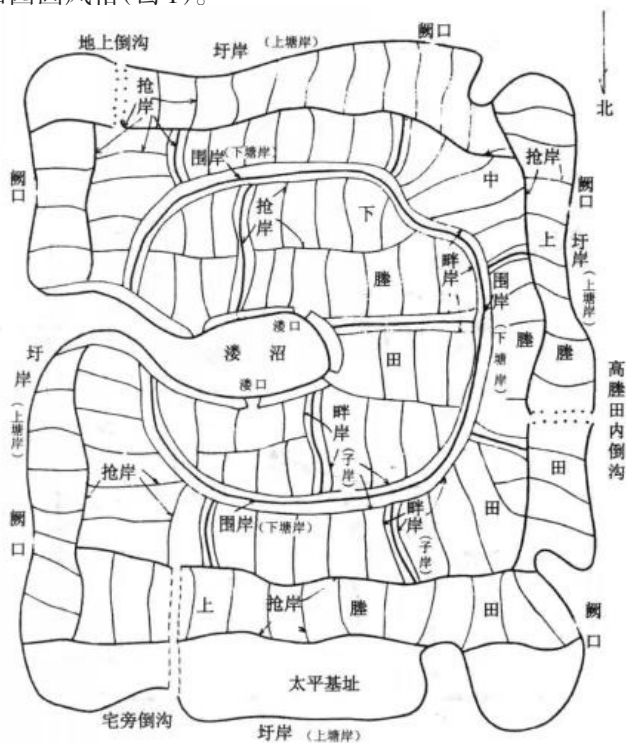 和圩田风格(图1)。
地上倒沟
圩岸(上塘岸)
阙口
北
抢岸
围岸(下塘岸)
抢岸
中
阙口
阙口
抢岸
下
上
圩岸(上塘岸)
畔岸
围岸(下塘岸)
塍
溇口
溇沼
田
塍
塍
溇口
圩岸(上塘岸)
高塍田内倒沟
畔岸(子岸)
抢岸
田
阙口
围岸(下塘岸)
畔岸(子岸)
田
上
抢岸
塍
田
阙口
太平基址
宅旁倒沟
圩岸(上塘岸)